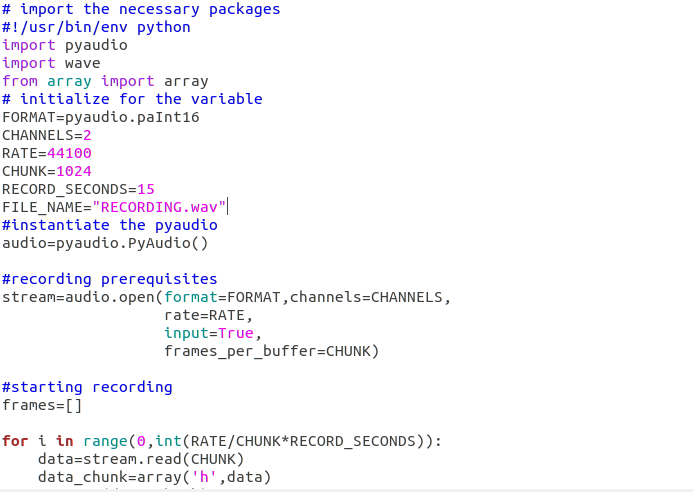 # import the necessary packages
#!/usr/bin/env python
import pyaudio
import wave
from array import array
# initialize for the variable
FORMAT=pyaudio.paInt16
CHANNELS=2
RATE=44100
CHUNK=1024
RECORD_SECONDS=15
FILE_NAME="RECORDING.wav"
#instantiate the pyaudio
audio=pyaudio.PyAudio()

#recording prerequisites
stream=audio.open(format=FORMAT,channels=CHANNELS,
                  rate=RATE,
                  input=True,
                  frames_per_buffer=CHUNK)

#starting recording
frames=[]

for i in range(0,int(RATE/CHUNK*RECORD_SECONDS)):
    data=stream.read(CHUNK)
    data_chunk=array('h',data)